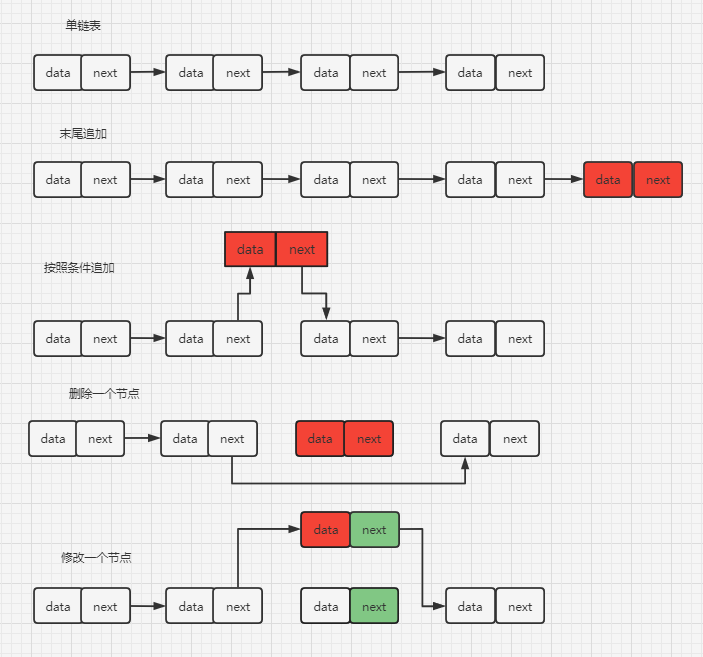 单链表
data next data next data next data next
末尾追加
data next data next data next data next data next
data next
按照条件追加
data next data next data next data next
删除一个节点
data next data next data next data next
data next
修改一个节点
data next data next data next data next